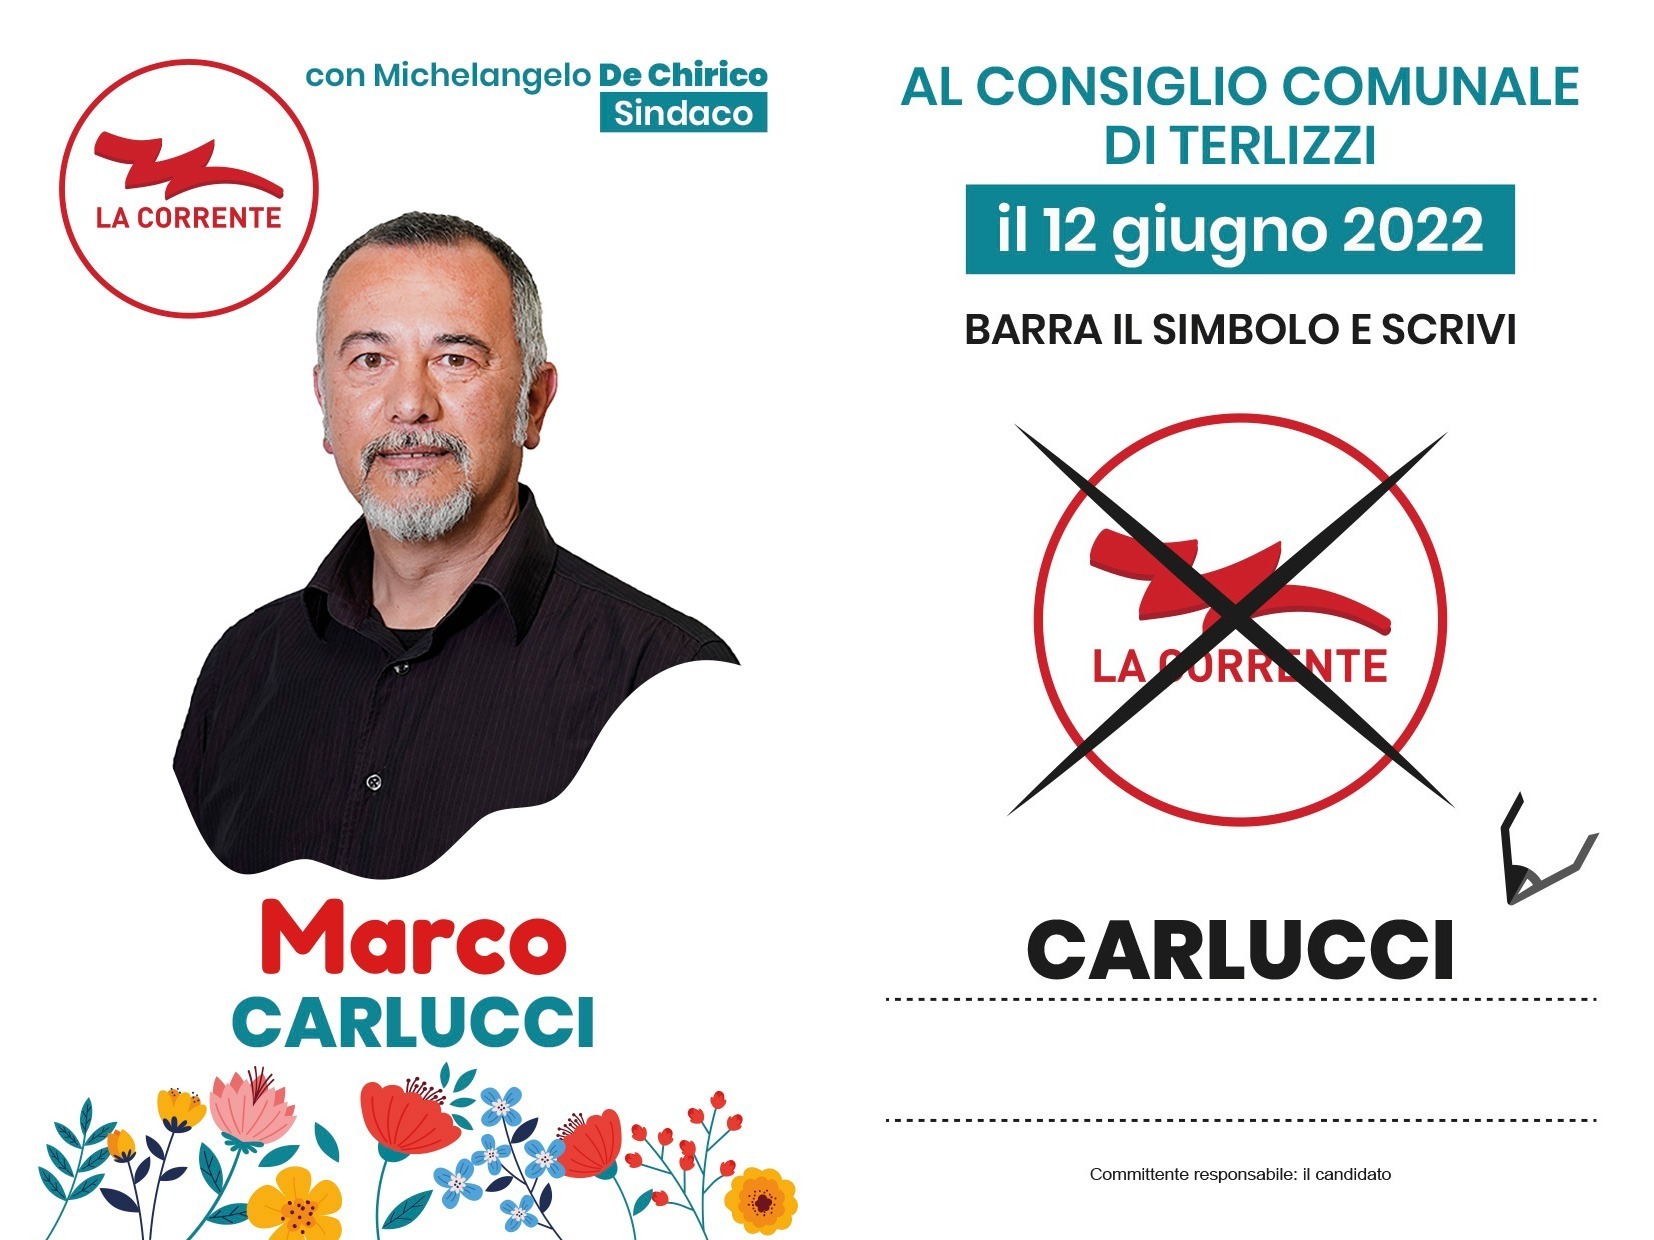 con Michelangelo De Chirico
Sindaco
LA CORRENTE
Marco
CARLUCCI
AL CONSIGLIO COMUNALE
DI TERLIZZI
il 12 giugno 2022
BARRA IL SIMBOLO E SCRIVI
LA CORRENTE
CARLUCCI
Committente responsabile: il candidato